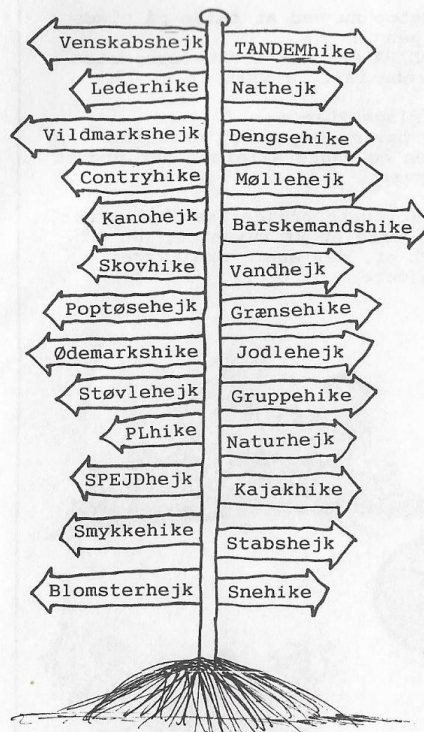 Venskabshejk
TANDEMhike
Lederhike
Nathejk
Vildmarkshejk
Dengsehike
Contryhike
Møllehejk
Kanohejk
Barskemandshike
Skovhike
Vandhejk
Poptøsehejk
Grænsehike
Ødemarkshike
Jodlehejk
Støvlehejk
Gruppehike
PLhike
Naturhejk
SPEJDhejk
Kajakhike
Smykkehike
Stabshejk
Blomsterhejk
Snehike